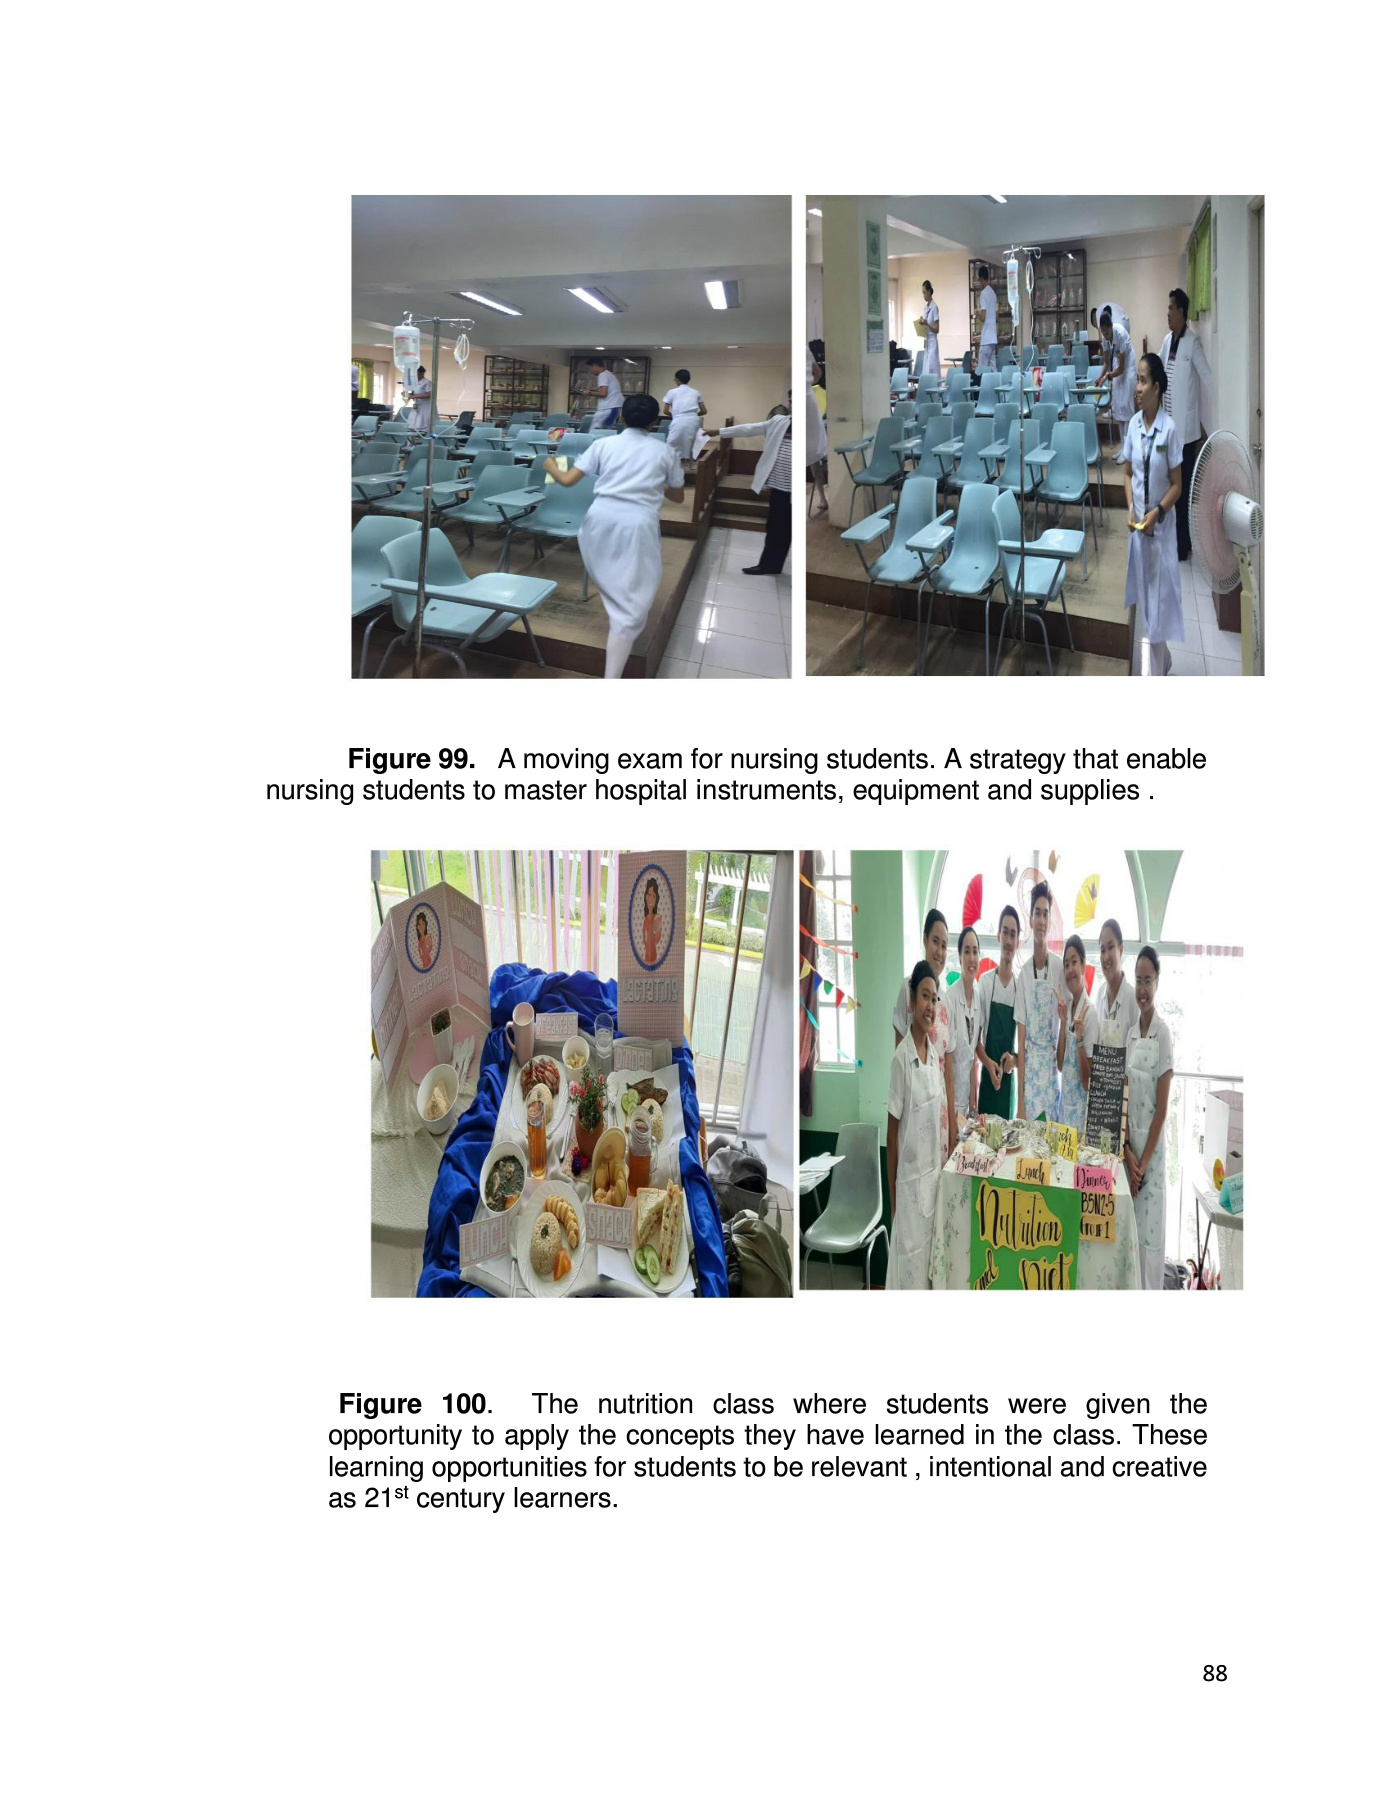 Figure 99. A moving exam for nursing students. A strategy that enable
nursing students to master hospital instruments, equipment and supplies .
LACTATING
LACTATING
BREAKFAST
DINNER
LUNCH
SNACK
MENU
BREAKFAST
LUNCH
Breakfast
Lunch
Dinner
BSN2-5
GROUP 1
Nutrition
and Diet
Figure 100. The nutrition class where students were given the
opportunity to apply the concepts they have learned in the class. These
learning opportunities for students to be relevant , intentional and creative
as 21st century learners.
88